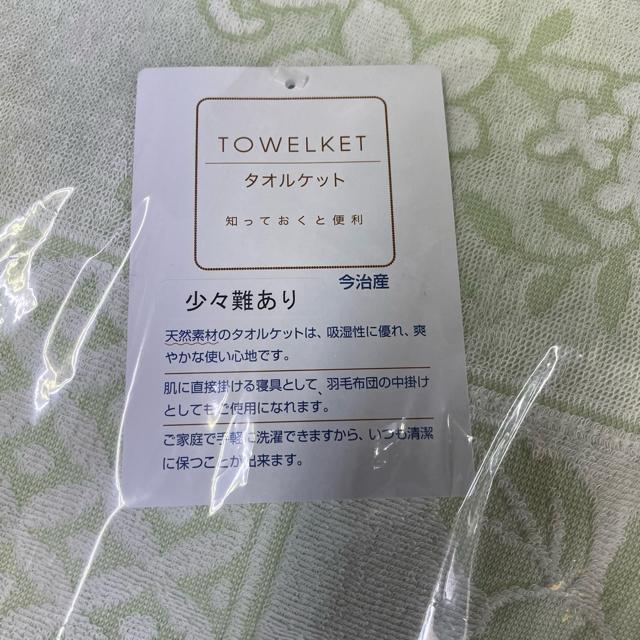 TOWELKET
タオルケット
知っておくと便利
今治産
少々難あり
天然素材のタオルケットは、吸湿性に優れ、爽
やかな使い心地です。
肌に直接掛ける寝具として、羽毛布団の中掛け
としてもご使用になれます。
ご家庭で手軽に洗濯できますから、いつも清潔
に保つことが出来ます。